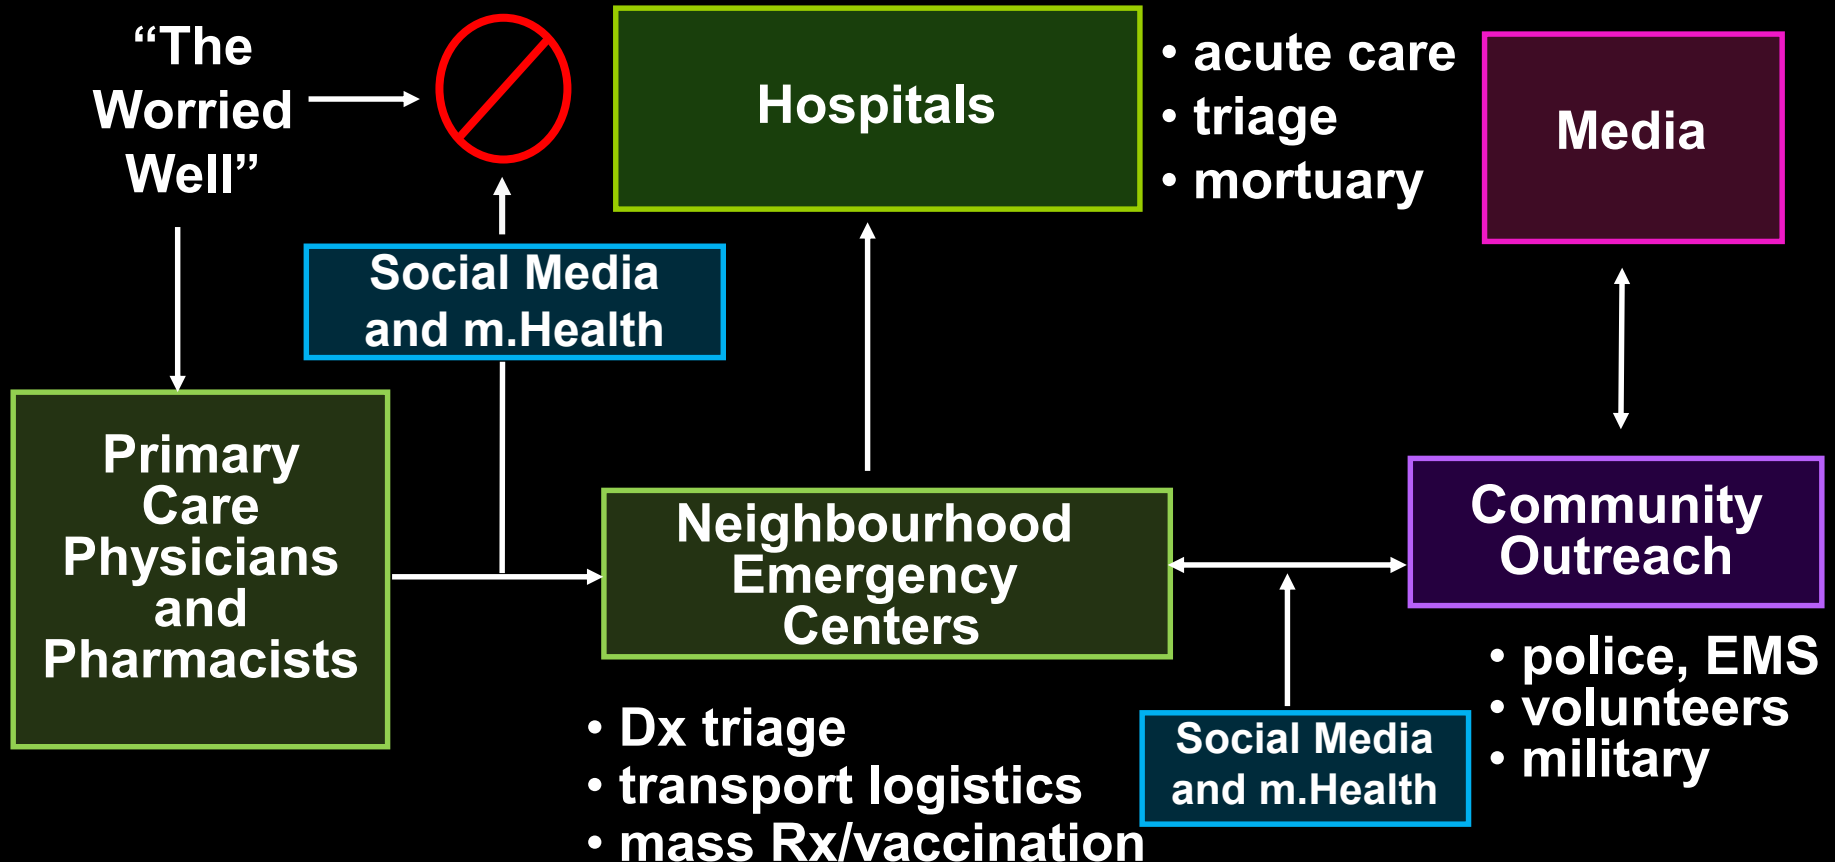 “The
Worried
Well”
Hospitals
• acute care
• triage
• mortuary
Media
Social Media
and m.Health
Primary
Care
Physicians
and
Pharmacists
Neighbourhood
Emergency
Centers
• Dx triage
• transport logistics
• mass Rx/vaccination
Community
Outreach
• police, EMS
• volunteers
• military
Social Media
and m.Health